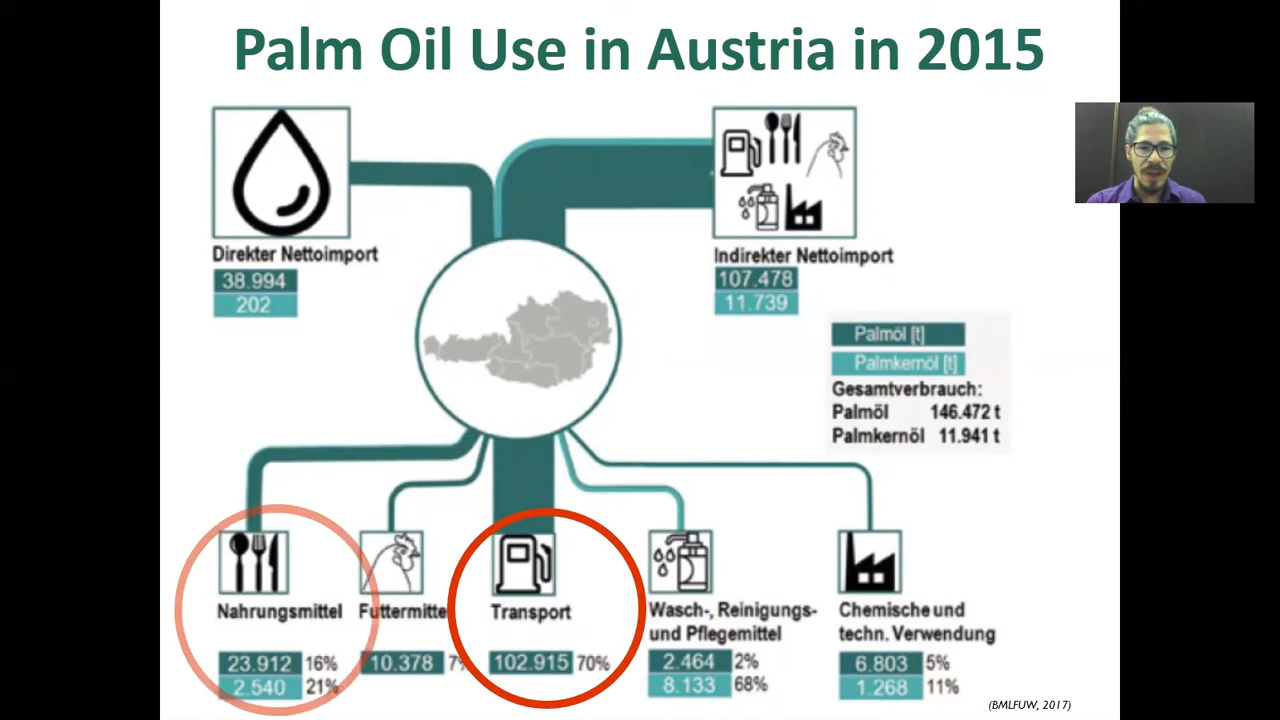 Palm Oil Use in Austria in 2015
Direkter Nettoimport
38.994
202
Indirekter Nettoimport
107.478
11.739
Palmöl [t]
Palmkernöl [t]
Gesamtverbrauch:
Palmöl 146.472 t
Palmkernöl 11.941 t
Nahrungsmittel
23.912 16%
2.540 21%
Futtermitte
10.378 7%
Transport
102.915 70%
Wasch-, Reinigungs-
und Pflegemittel
2.464 2%
8.133 68%
Chemische und
techn. Verwendung
6.803 5%
1.268 11%
(BMLFUW, 2017)